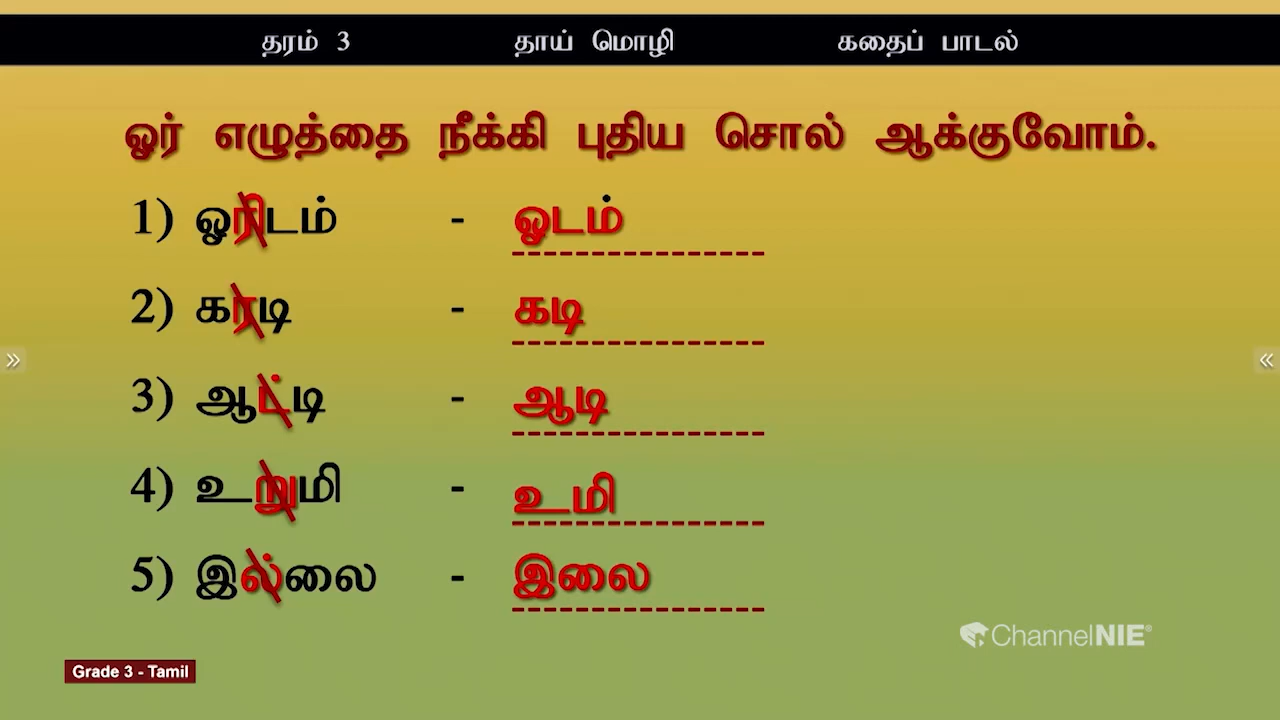 தரம் 3 தாய் மொழி கதைப் பாடல்
ஓர் எழுத்தை நீக்கி புதிய சொல் ஆக்குவோம்.
1) ஓரிடம் - ஓடம்
2) கரடி - கடி
3) ஆட்டி - ஆடி
4) உறுமி - உமி
5) இல்லை - இலை
ChannelNIE®
Grade 3 - Tamil